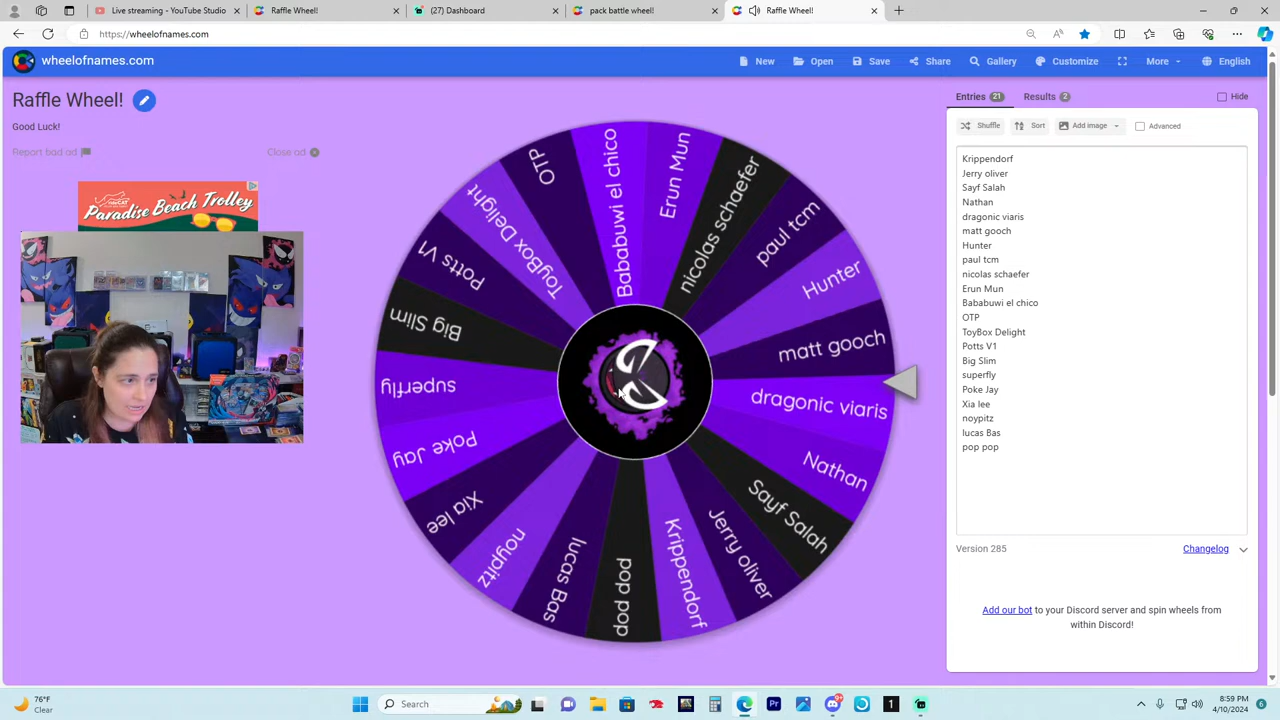 Live streaming - YouTube Studio
Raffle Wheel!
(27) Dashboard
pack battle wheel!
Raffle Wheel!
https://wheelofnames.com
wheelofnames.com
New
Open
Save
Share
Gallery
Customize
More
English
Raffle Wheel!
Good Luck!
Report bad ad
Close ad
Paradise Beach Trolley
Entries 21
Results 2
Hide
Shuffle
Sort
Add image
Advanced
Krippendorf
Jerry oliver
Sayf Salah
Nathan
dragonic viaris
matt gooch
Hunter
paul tcm
nicolas schaefer
Erun Mun
Bababuwi el chico
OTP
ToyBox Delight
Potts V1
Big Slim
superfly
Poke Jay
Xia lee
noypitz
lucas Bas
pop pop
OTP
Bababuwi el chico
Erun Mun
nicolas schaefer
paul tcm
Hunter
matt gooch
dragonic viaris
Nathan
Sayf Salah
Jerry oliver
Krippendorf
pop pop
lucas Bas
noypitz
Xia lee
Poke Jay
superfly
Big Slim
Potts V1
ToyBox Delight
Version 285
Changelog
Add our bot to your Discord server and spin wheels from
within Discord!
76°F
Clear
Search
8:59 PM
4/10/2024